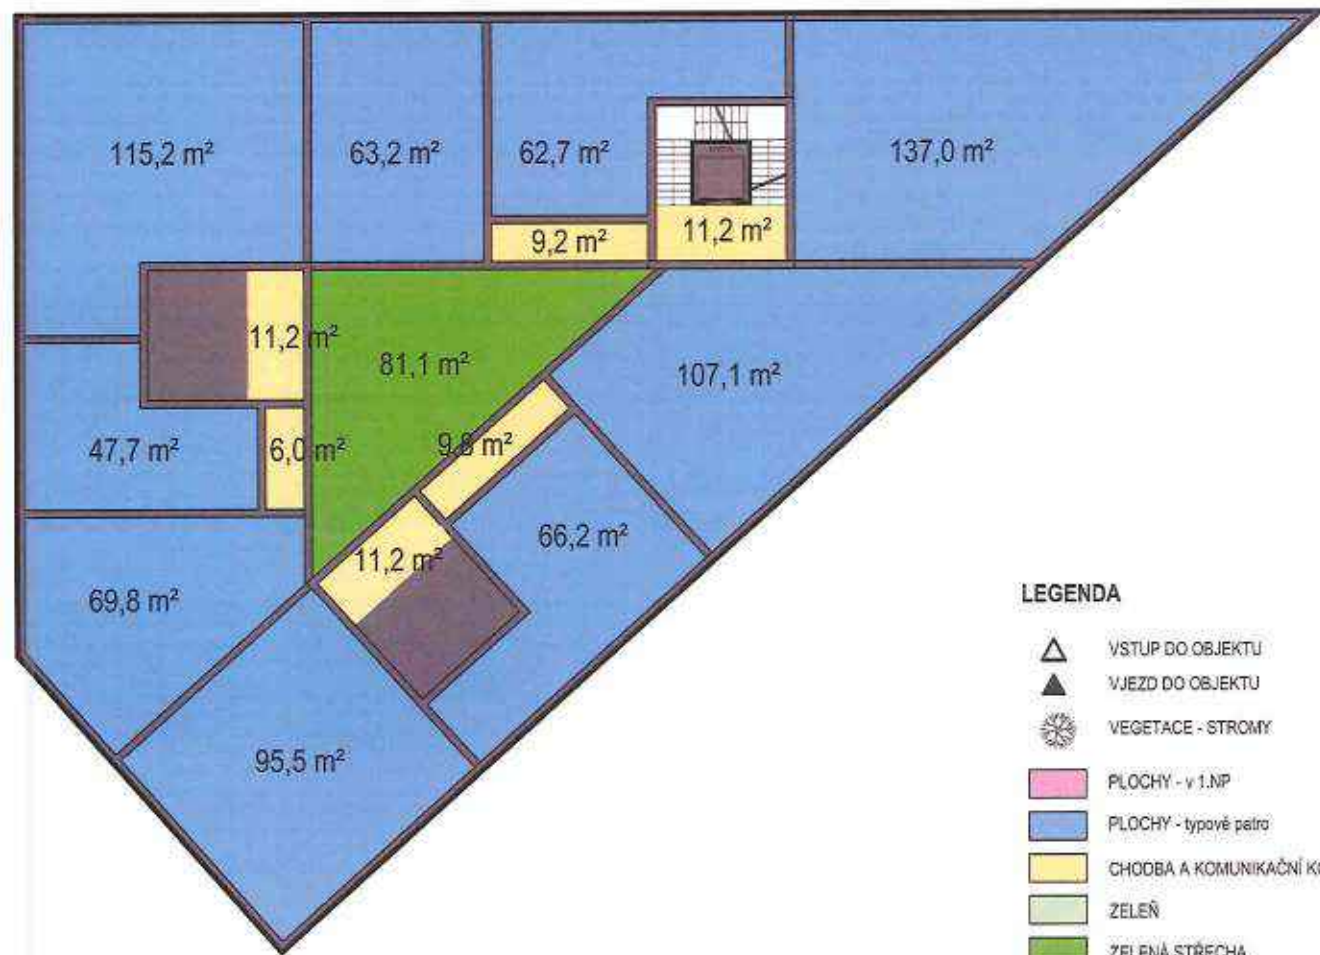 115,2 m²
63,2 m²
62,7 m²
137,0 m²
9,2 m²
11,2 m²
11,2 m²
81,1 m²
107,1 m²
47,7 m²
6,0 m²
9,8 m²
66,2 m²
11,2 m²
69,8 m²
95,5 m²
LEGENDA
VSTUP DO OBJEKTU
VJEZD DO OBJEKTU
VEGETACE - STROMY
PLOCHY - v 1.NP
PLOCHY - typové patro
CHODBA A KOMUNIKAČNÍ
ZELEŇ
ZELENÁ STŘECHA